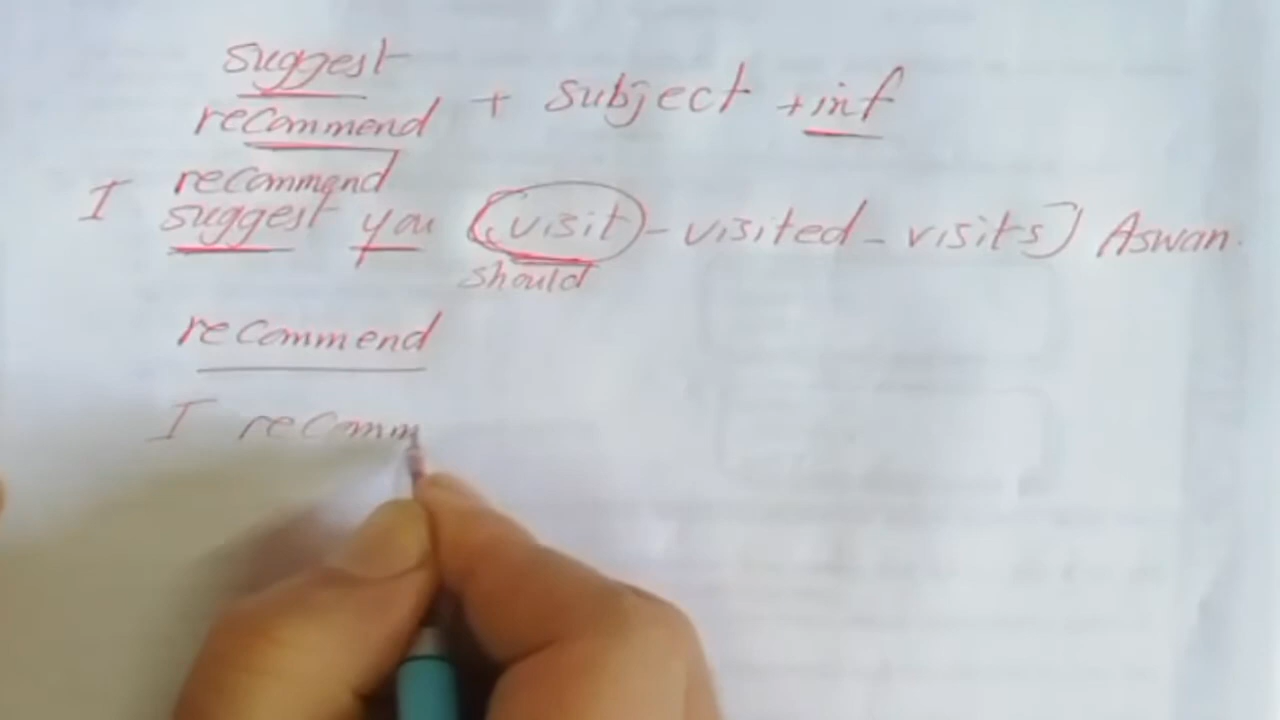 suggest
recommend + subject + inf
recommend
I suggest you (visit - visited - visits) Aswan.
should
recommend
I recomm